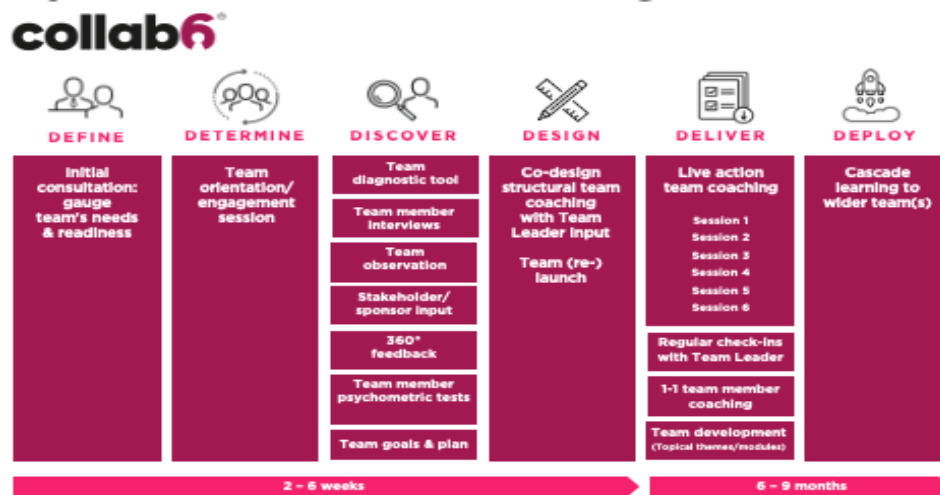 collab6
DEFINE
Initial
consultation:
gauge
team's needs
& readiness
DETERMINE
Team
orientation/
engagement
session
DISCOVER
Team
diagnostic tool
Team member
interviews
Team
observation
Stakeholder/
sponsor input
360°
feedback
Team member
psychometric tests
Team goals & plan
DESIGN
Co-design
structural team
coaching
with Team
Leader input
Team (re-)
launch
DELIVER
Live action
team coaching
Session 1
Session 2
Session 3
Session 4
Session 5
Session 6
Regular check-ins
with Team Leader
1-1 team member
coaching
Team development
(Topical themes/modules)
DEPLOY
Cascade
learning to
wider team(s)
2 – 6 weeks
6 – 9 months